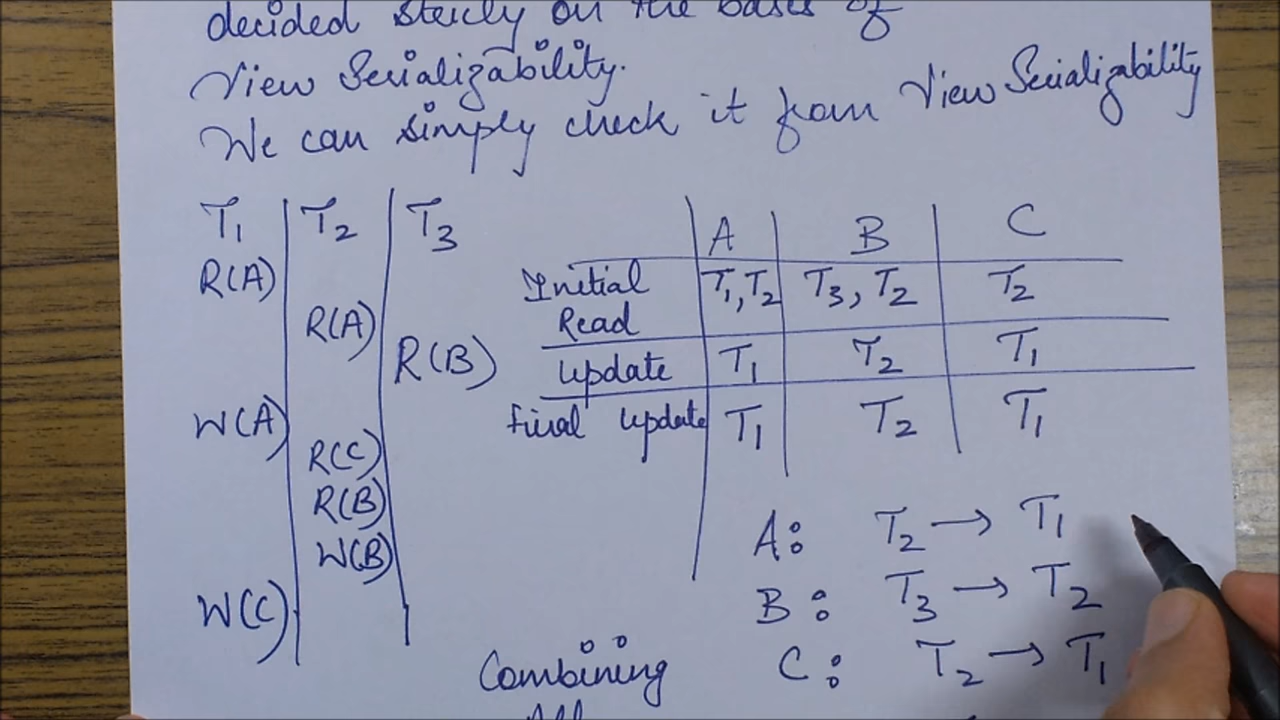 decided stricly on the basis of
View Serializability.
We can simply check it from View Serializability
T1 T2 T3
R(A)
R(A)
R(B)
W(A)
R(C)
R(B)
W(B)
W(C)
A B C
Initial Read T1,T2 T3, T2 T2
Update T1 T2 T1
Final Update T1 T2 T1
A: T2 → T1
B: T3 → T2
C: T2 → T1
Combining
All